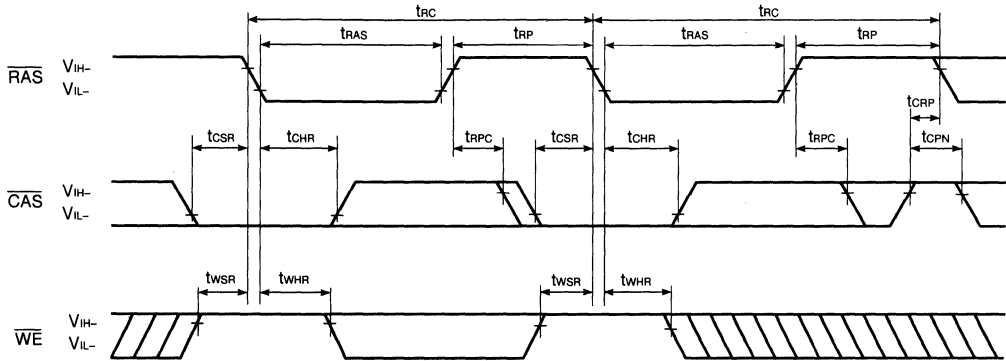 tRC tRC
tRAS tRP tRAS tRP
RAS VIH–
VIL–
tCRP
tCSR tCHR tRPC tCSR tCHR tRPC tCPN
CAS VIH–
VIL–
tWSR tWHR tWSR tWHR
WE VIH–
VIL–